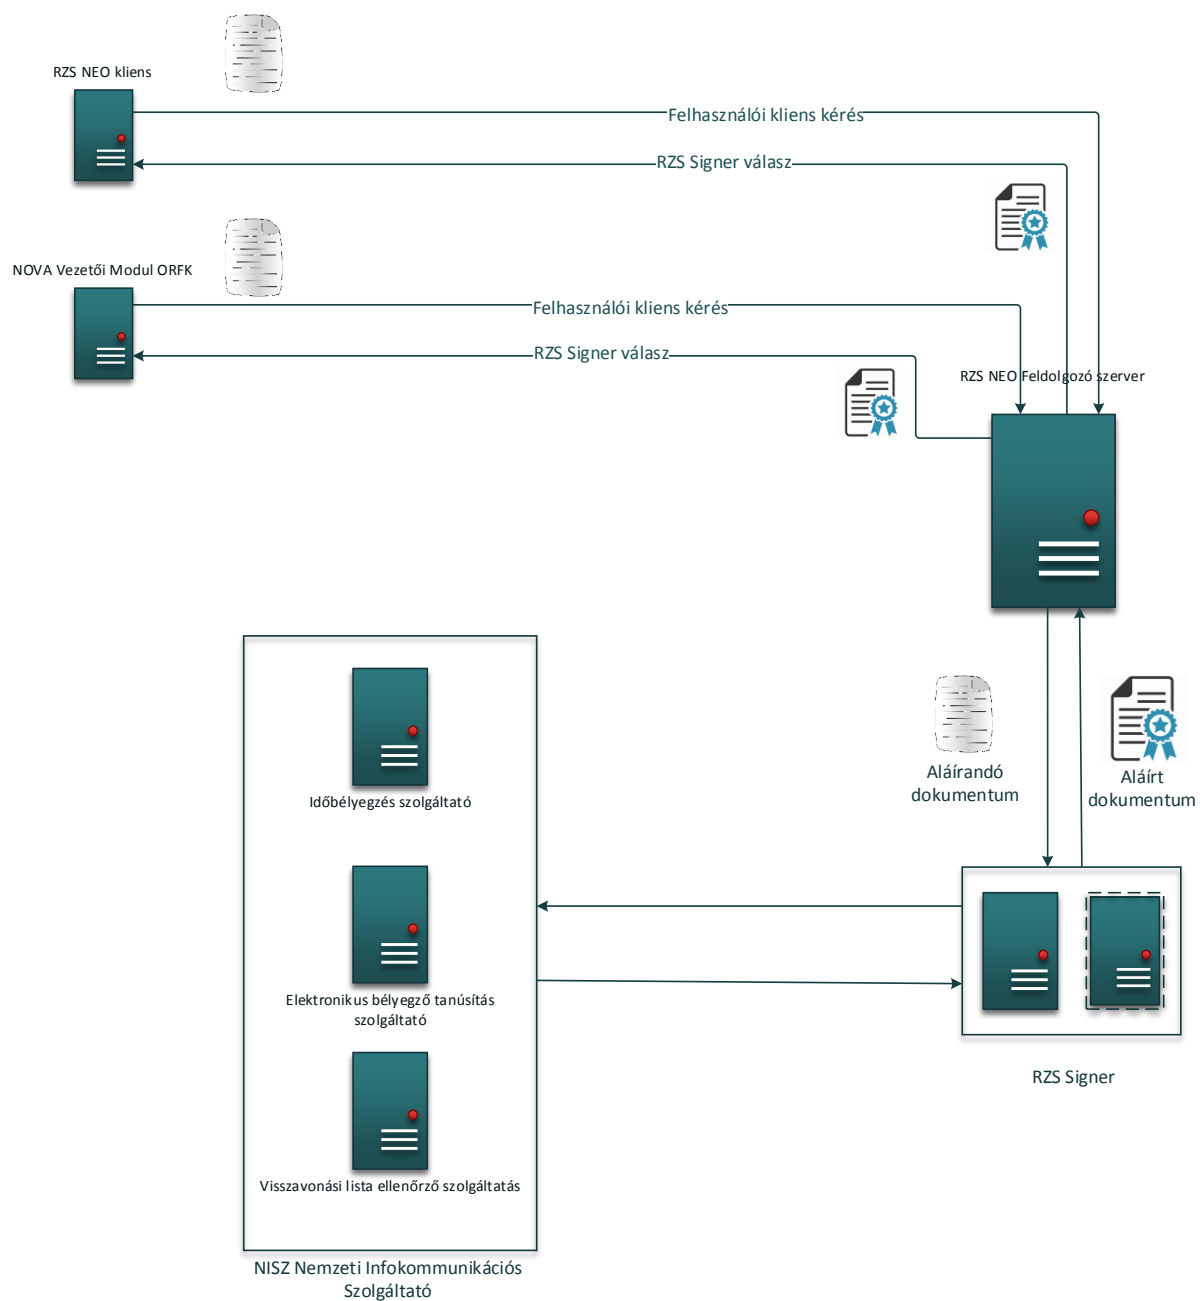 RZS NEO kliens
Felhasználói kliens kérés
RZS Signer válasz
NOVA Vezetői Modul ORFK
Felhasználói kliens kérés
RZS Signer válasz
RZS NEO Feldolgozó szerver
Aláírandó
dokumentum
Aláírt
dokumentum
Időbélyegzés szolgáltató
Elektronikus bélyegző tanúsítás
szolgáltató
RZS Signer
Visszavonási lista ellenőrző szolgáltatás
NISZ Nemzeti Infokommunikációs
Szolgáltató